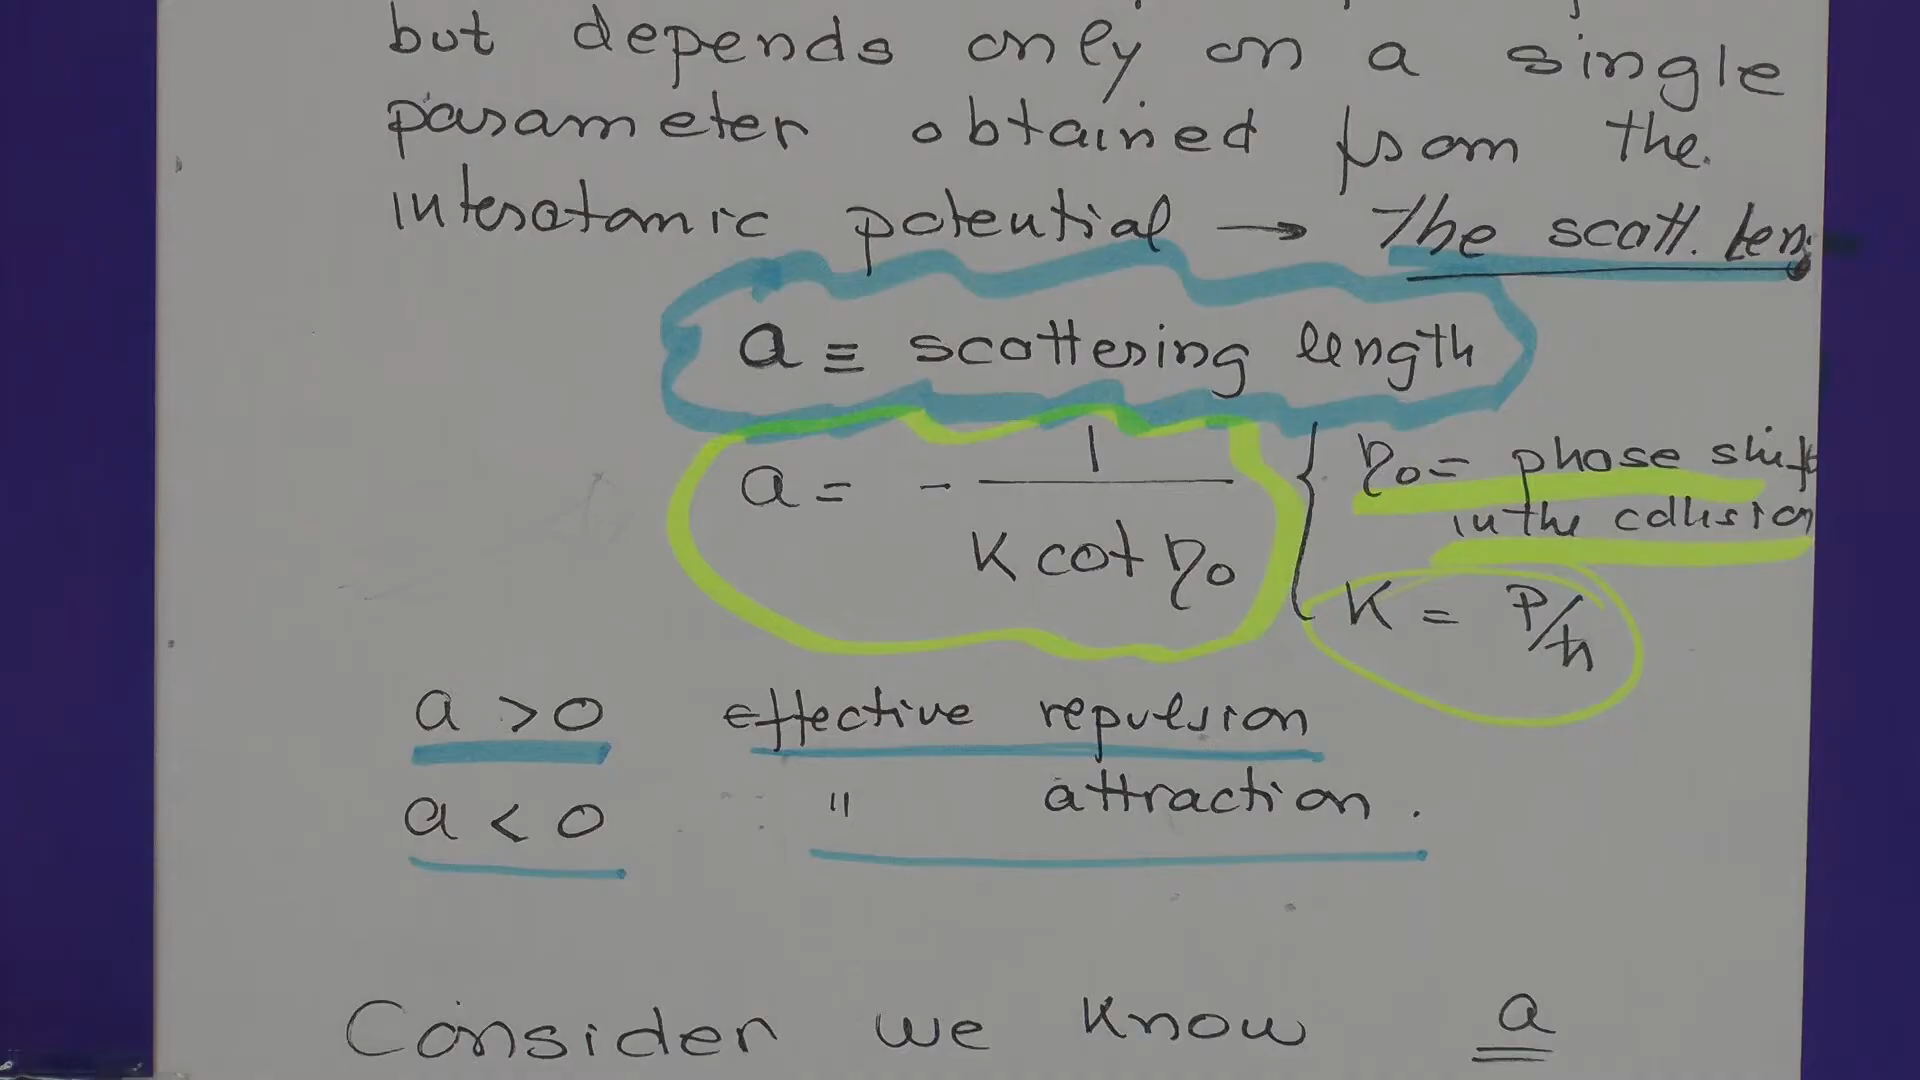 but depends only on a single
parameter obtained from the
interatomic potential → The scatt. len
a ≡ scattering length
a = - 1 / K cot η0
{ η0 = phase shift
in the collision
K = P/ħ
a > 0 effective repulsion
a < 0 " attraction.
Consider we know a